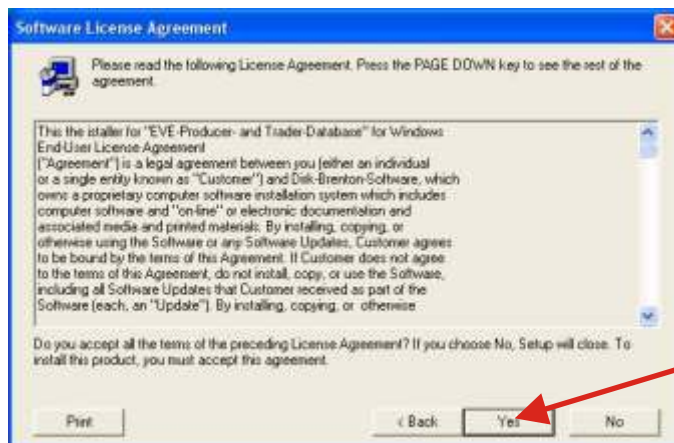 Software License Agreement
Please read the following License Agreement. Press the PAGE DOWN key to see the rest of the
agreement.
This the istaller for "EVE-Producer- and Trader-Database" for Windows
End-User License Agreement
("Agreement") is a legal agreement between you (either an individual
or a single entity known as "Customer") and Dirk-Brenton-Software, which
owns a proprietary computer software installation system which includes
computer software and "on-line" or electronic documentation and
associated media and printed materials. By installing, copying, or
otherwise using the Software or any Software Updates, Customer agrees
to be bound by the terms of this Agreement. If Customer does not agree
to the terms of this Agreement, do not install, copy, or use the Software,
including all Software Updates that Customer received as part of the
Software (each, an "Update"). By installing, copying, or otherwise
Do you accept all the terms of the preceding License Agreement? If you choose No, Setup will close. To
install this product, you must accept this agreement.
Print < Back Yes No